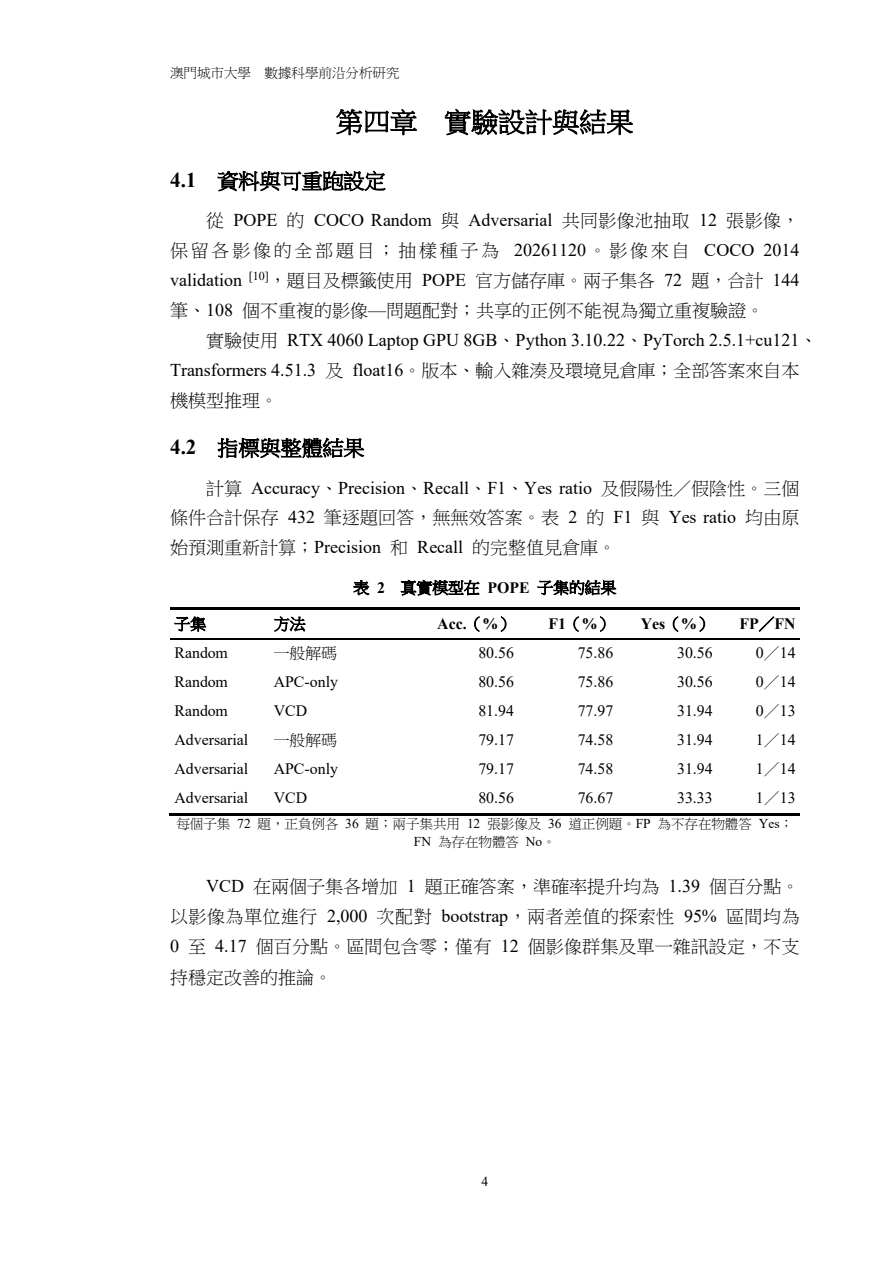 澳門城市大學　數據科學前沿分析研究
第四章　實驗設計與結果
4.1　資料與可重跑設定
從 POPE 的 COCO Random 與 Adversarial 共同影像池抽取 12 張影像，
保留各影像的全部題目；抽樣種子為 20261120。影像來自 COCO 2014
validation [10]，題目及標籤使用 POPE 官方儲存庫。兩子集各 72 題，合計 144
筆、108 個不重複的影像—問題配對；共享的正例不能視為獨立重複驗證。
實驗使用 RTX 4060 Laptop GPU 8GB、Python 3.10.22、PyTorch 2.5.1+cu121、
Transformers 4.51.3 及 float16。版本、輸入雜湊及環境見倉庫；全部答案來自本
機模型推理。
4.2　指標與整體結果
計算 Accuracy、Precision、Recall、F1、Yes ratio 及假陽性／假陰性。三個
條件合計保存 432 筆逐題回答，無無效答案。表 2 的 F1 與 Yes ratio 均由原
始預測重新計算；Precision 和 Recall 的完整值見倉庫。
表 2　真實模型在 POPE 子集的結果
子集 方法 Acc.（%） F1（%） Yes（%） FP／FN
Random 一般解碼 80.56 75.86 30.56 0／14
Random APC-only 80.56 75.86 30.56 0／14
Random VCD 81.94 77.97 31.94 0／13
Adversarial 一般解碼 79.17 74.58 31.94 1／14
Adversarial APC-only 79.17 74.58 31.94 1／14
Adversarial VCD 80.56 76.67 33.33 1／13
每個子集 72 題，正負例各 36 題；兩子集共用 12 張影像及 36 道正例題。FP 為不存在物體答 Yes；
FN 為存在物體答 No。
VCD 在兩個子集各增加 1 題正確答案，準確率提升均為 1.39 個百分點。
以影像為單位進行 2,000 次配對 bootstrap，兩者差值的探索性 95% 區間均為
0 至 4.17 個百分點。區間包含零；僅有 12 個影像群集及單一雜訊設定，不支
持穩定改善的推論。
4